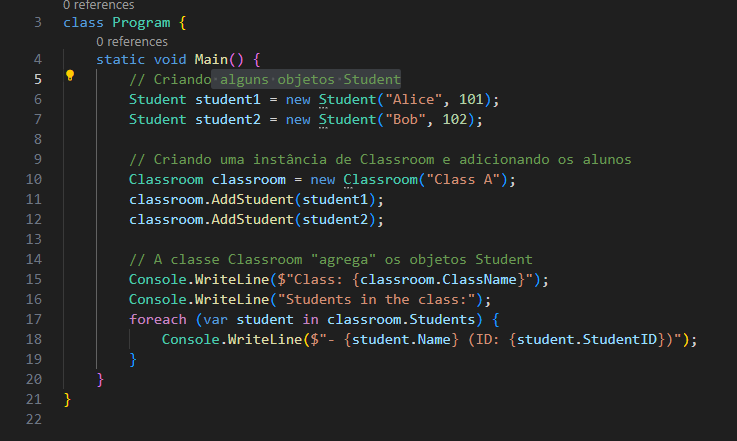 0 references
3 class Program {
0 references
4 static void Main() {
5 // Criando alguns objetos Student
6 Student student1 = new Student("Alice", 101);
7 Student student2 = new Student("Bob", 102);
8
9 // Criando uma instância de Classroom e adicionando os alunos
10 Classroom classroom = new Classroom("Class A");
11 classroom.AddStudent(student1);
12 classroom.AddStudent(student2);
13
14 // A classe Classroom "agrega" os objetos Student
15 Console.WriteLine($"Class: {classroom.ClassName}");
16 Console.WriteLine("Students in the class:");
17 foreach (var student in classroom.Students) {
18 Console.WriteLine($"- {student.Name} (ID: {student.StudentID})");
19 }
20 }
21 }
22